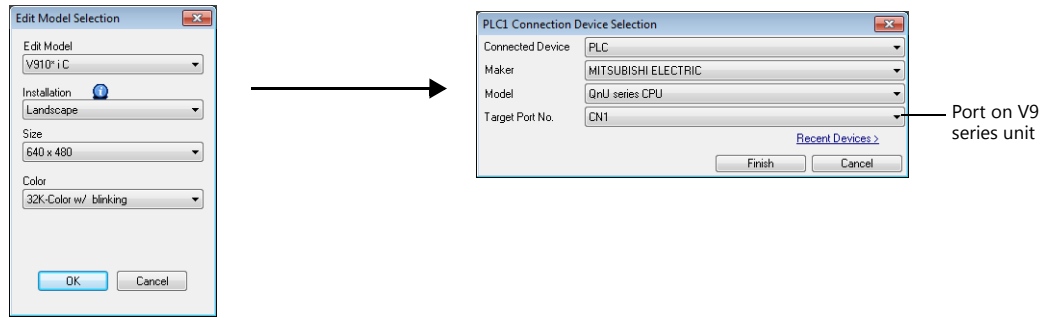 Edit Model Selection
Edit Model
V910* i C
Installation
Landscape
Size
640 x 480
Color
32K-Color w/ blinking
OK Cancel
PLC1 Connection Device Selection
Connected Device PLC
Maker MITSUBISHI ELECTRIC
Model QnU series CPU
Target Port No. CN1
Recent Devices >
Finish Cancel
Port on V9
series unit